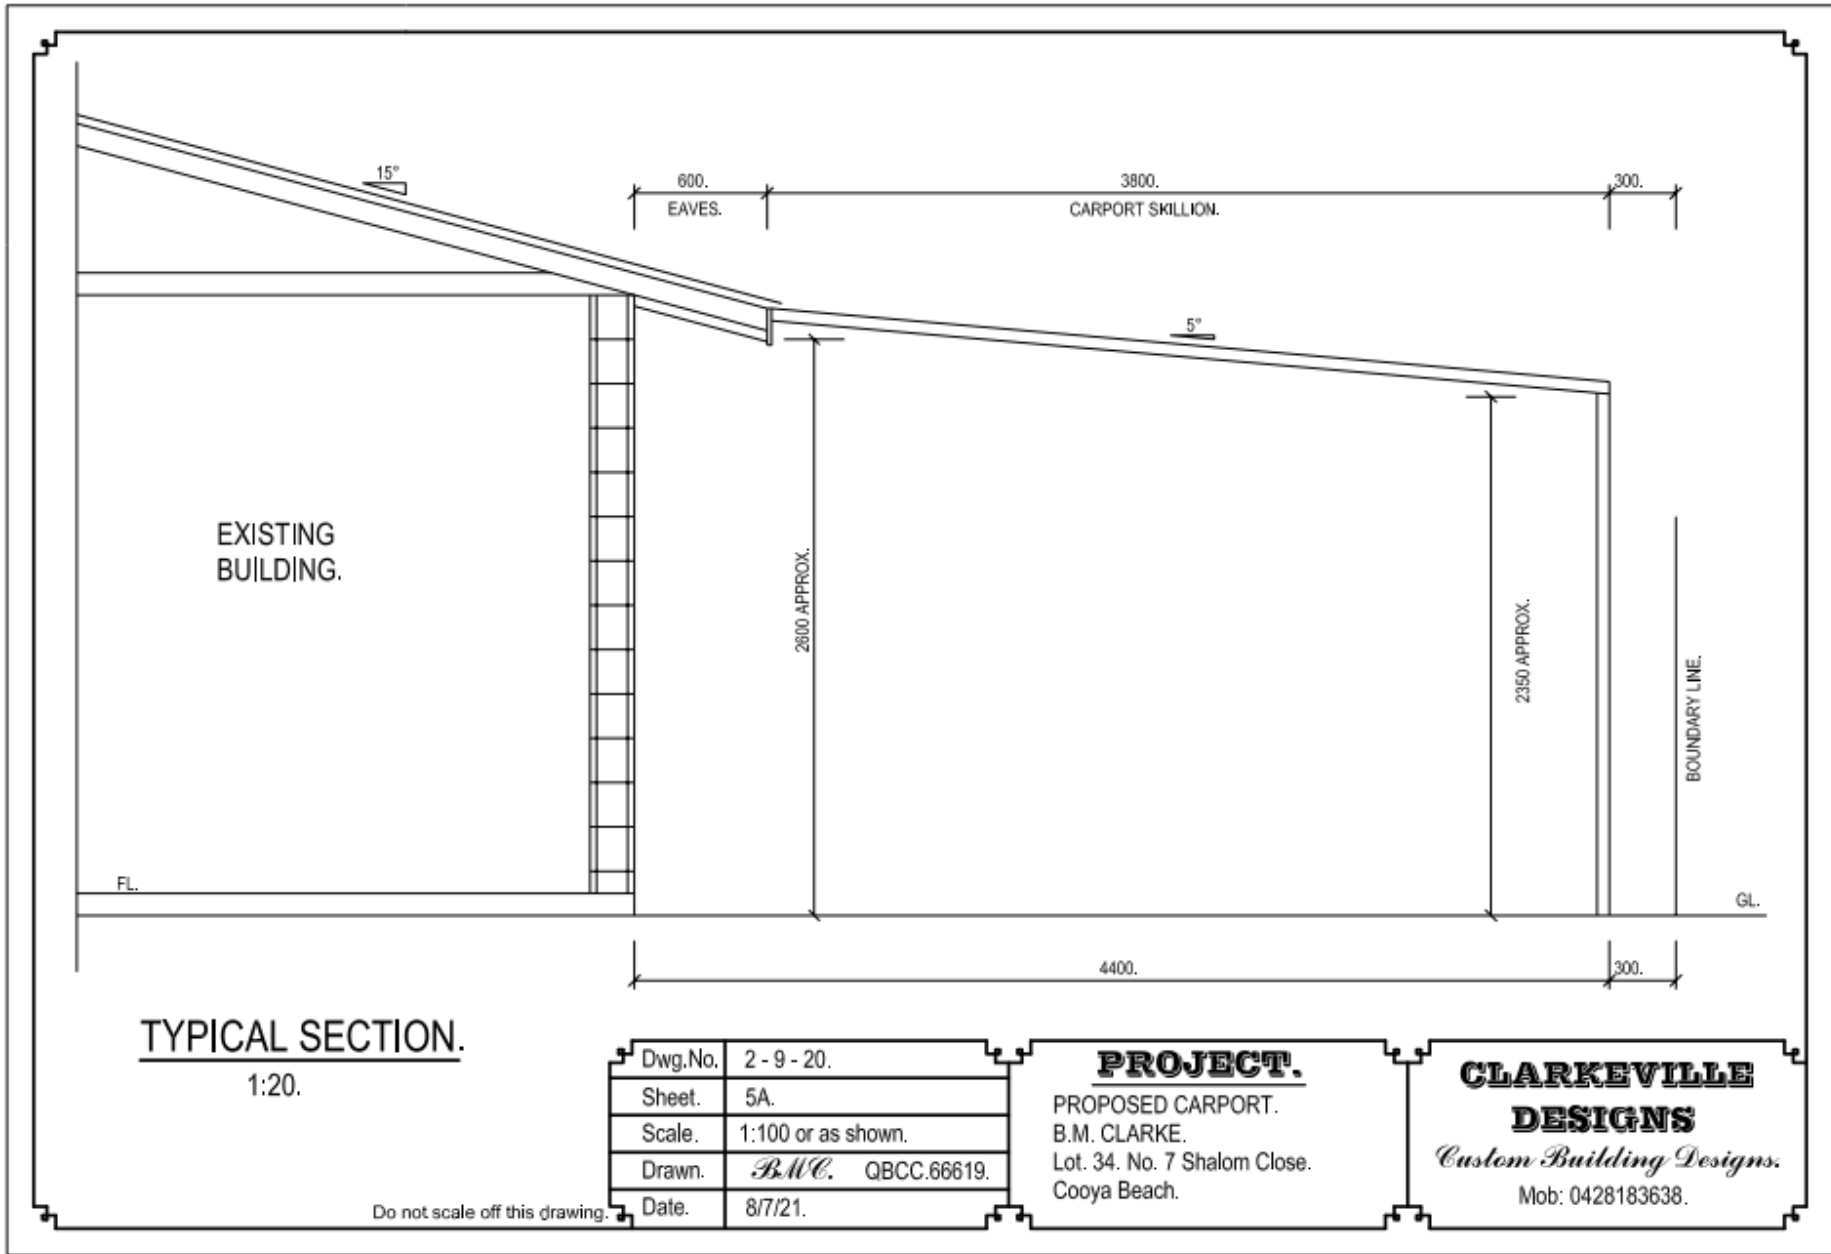 15°
600.
3800.
300.
EAVES.
CARPORT SKILLION.
5°
EXISTING
BUILDING.
2600 APPROX.
2350 APPROX.
BOUNDARY LINE.
FL.
GL.
4400.
300.
TYPICAL SECTION.
1:20.
Do not scale off this drawing.
Dwg.No. 2 - 9 - 20.
Sheet. 5A.
Scale. 1:100 or as shown.
Drawn. BMC. QBCC.66619.
Date. 8/7/21.
PROJECT.
PROPOSED CARPORT.
B.M. CLARKE.
Lot. 34. No. 7 Shalom Close.
Cooya Beach.
CLARKEVILLE
DESIGNS
Custom Building Designs.
Mob: 0428183638.